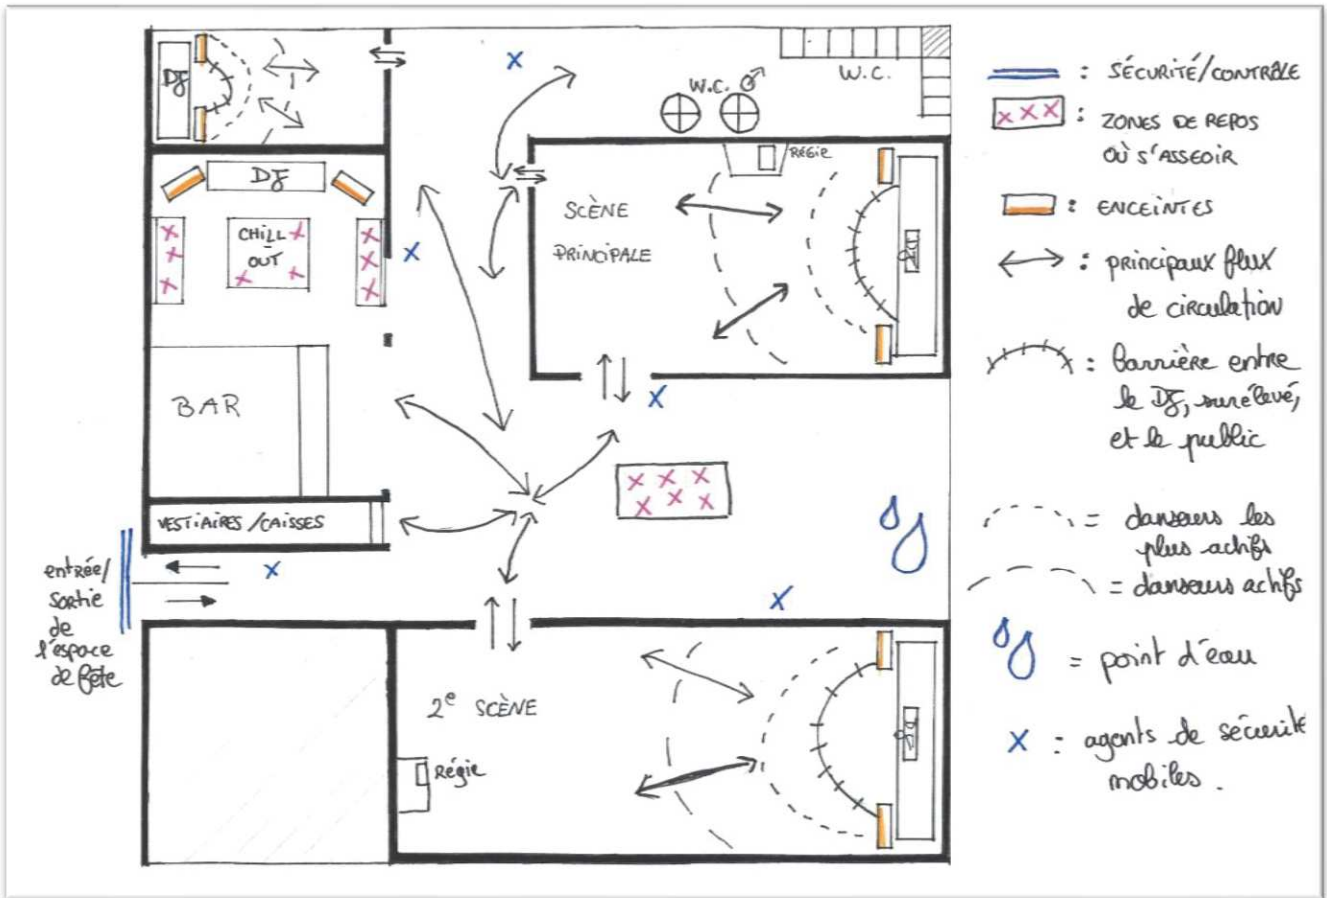 DJ
W.C. ♂
W.C.
RÉGIE
DJ
CHILL
-
OUT
SCÈNE
PRINCIPALE
DJ
BAR
VESTIAIRES/CAISSES
entrée/
sortie
de
l'espace
de fête
2e SCÈNE
Régie
DJ
: SÉCURITÉ/CONTRÔLE
: ZONES DE REPOS
OÙ S'ASSEOIR
: ENCEINTES
: principaux flux
de circulation
: Barrière entre
le DJ, surélevé,
et le public
= danseurs les
plus actifs
= danseurs actifs
= point d'eau
: agents de sécurité
mobiles.